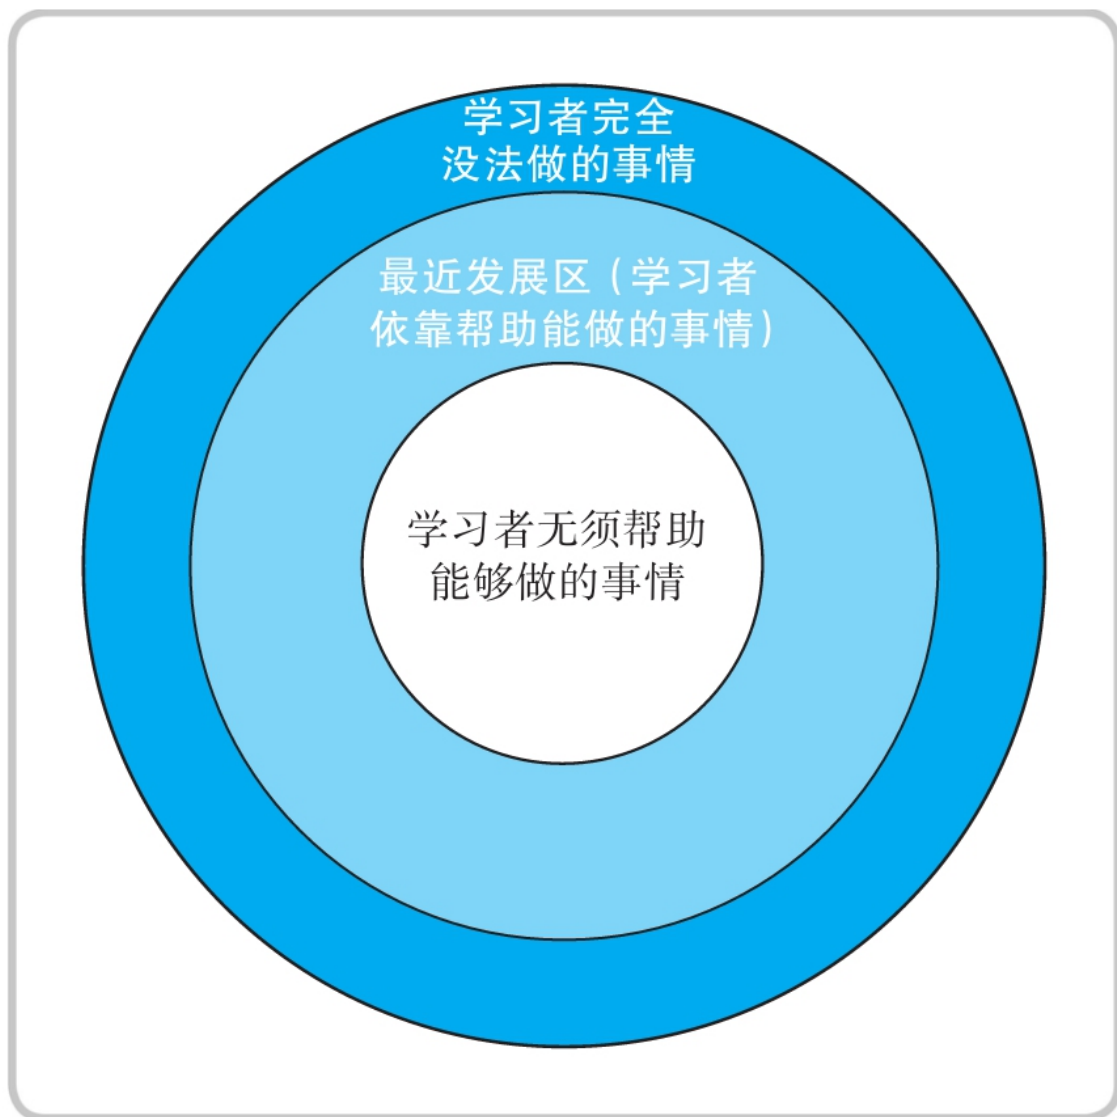 学习者完全
没法做的事情
最近发展区（学习者
依靠帮助能做的事情）
学习者无须帮助
能够做的事情